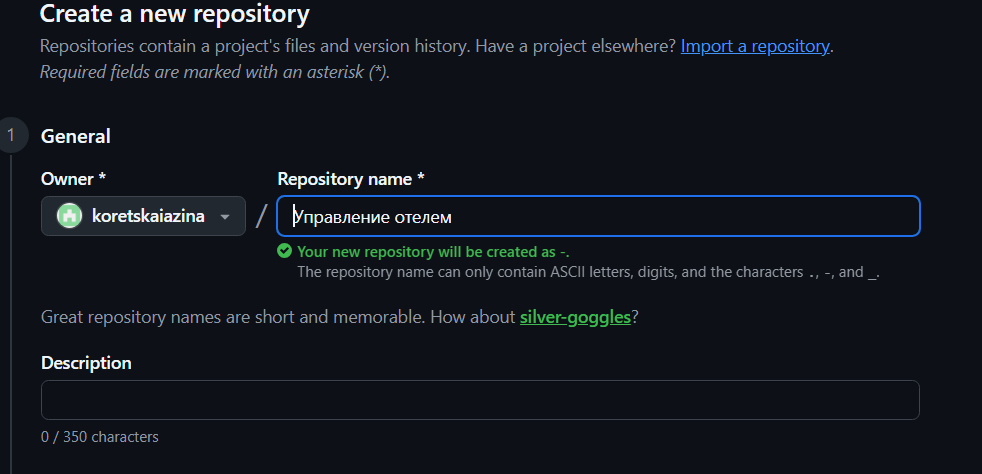 Create a new repository
Repositories contain a project's files and version history. Have a project elsewhere? Import a repository.
Required fields are marked with an asterisk (*).
1 General
Owner * Repository name *
koretskaiazina / Управление отелем
Your new repository will be created as -.
The repository name can only contain ASCII letters, digits, and the characters ., -, and _.
Great repository names are short and memorable. How about silver-goggles?
Description
0 / 350 characters